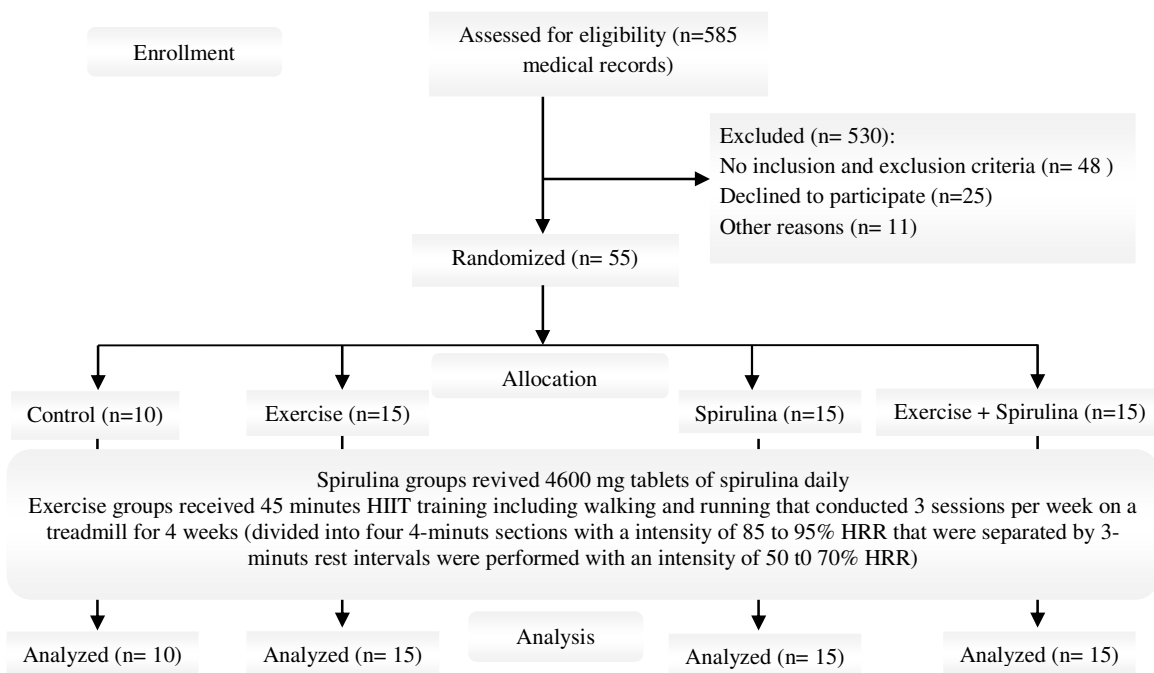 Enrollment
Assessed for eligibility (n=585
medical records)
Excluded (n= 530):
No inclusion and exclusion criteria (n= 48 )
Declined to participate (n=25)
Other reasons (n= 11)
Randomized (n= 55)
Allocation
Control (n=10)
Exercise (n=15)
Spirulina (n=15)
Exercise + Spirulina (n=15)
Spirulina groups revived 4600 mg tablets of spirulina daily
Exercise groups received 45 minutes HIIT training including walking and running that conducted 3 sessions per week on a
treadmill for 4 weeks (divided into four 4-minuts sections with a intensity of 85 to 95% HRR that were separated by 3-
minuts rest intervals were performed with an intensity of 50 t0 70% HRR)
Analysis
Analyzed (n= 10)
Analyzed (n= 15)
Analyzed (n= 15)
Analyzed (n= 15)